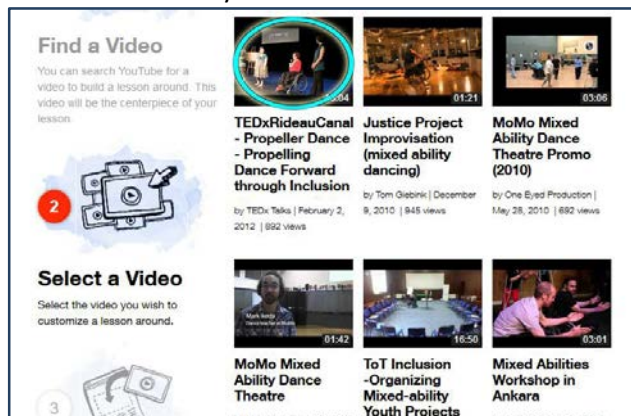 Find a Video
You can search YouTube for a
video to build a lesson around. This
video will be the centerpiece of your
lesson.
2
Select a Video
Select the video you wish to
customize a lesson around.
3
TEDxRideauCanal
- Propeller Dance
- Propelling
Dance Forward
through Inclusion
by TEDx Talks | February 2,
2012 | 692 views
01:21
Justice Project
Improvisation
(mixed ability
dancing)
by Tom Giebink | December
9, 2010 | 945 views
03:06
MoMo Mixed
Ability Dance
Theatre Promo
(2010)
by One Eyed Production |
May 28, 2010 | 692 views
01:42
MoMo Mixed
Ability Dance
Theatre
16:50
ToT Inclusion
-Organizing
Mixed-ability
Youth Projects
03:01
Mixed Abilities
Workshop in
Ankara